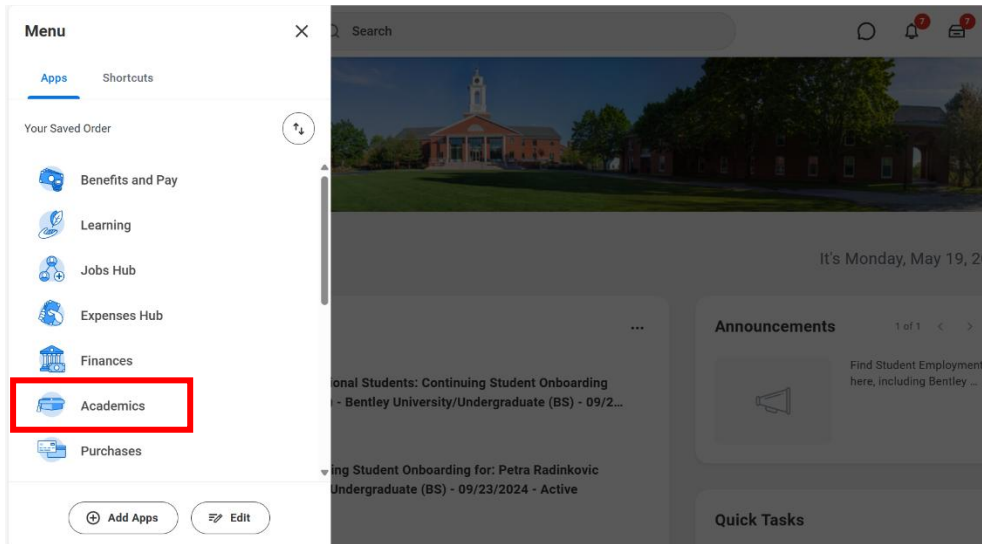 Menu
Search
7
7
Apps
Shortcuts
Your Saved Order
Benefits and Pay
Learning
Jobs Hub
Expenses Hub
Finances
Academics
Purchases
Add Apps
Edit
It's Monday, May 19, 2
ional Students: Continuing Student Onboarding
- Bentley University/Undergraduate (BS) - 09/2...
ing Student Onboarding for: Petra Radinkovic
Undergraduate (BS) - 09/23/2024 - Active
Announcements
1 of 1
Find Student Employment
here, including Bentley ...
Quick Tasks